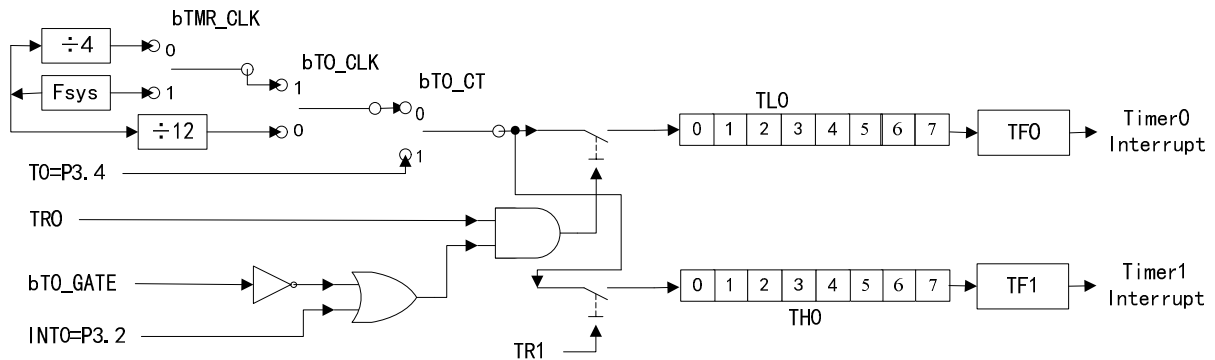 bTMR_CLK
÷4
0
bT0_CLK
bT0_CT
Fsys
1
1
0
÷12
0
TL0
0 1 2 3 4 5 6 7
TF0
Timer0
Interrupt
T0=P3.4
1
TR0
bT0_GATE
INT0=P3.2
TR1
0 1 2 3 4 5 6 7
TH0
TF1
Timer1
Interrupt